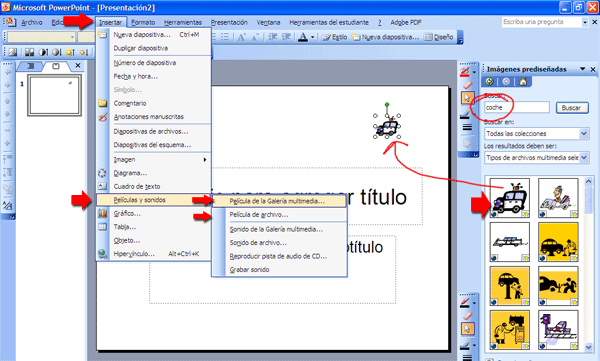 Microsoft PowerPoint - [Presentación2]
Archivo Insertar Formato Herramientas Presentación Ventana Herramientas del estudiante ? Adobe PDF
Escriba una pregunta
Estilo Nueva diapositiva... Diseño
Nueva diapositiva... Ctrl+M
Duplicar diapositiva
Número de diapositiva
Fecha y hora...
Símbolo...
Comentario
Anotaciones manuscritas
Diapositivas de archivos...
Diapositivas del esquema...
Imagen
Diagrama...
Cuadro de texto
Películas y sonidos
Gráfico...
Tabla...
Objeto...
Hipervínculo... Alt+Ctrl+K
Película de la Galería multimedia...
Película de archivo...
Sonido de la Galería multimedia...
Sonido de archivo...
Reproducir pista de audio de CD...
Grabar sonido
1
título
Imágenes prediseñadas
Buscar
coche
Buscar
Buscar en:
Todas las colecciones
Los resultados deben ser:
Tipos de archivos multimedia sele